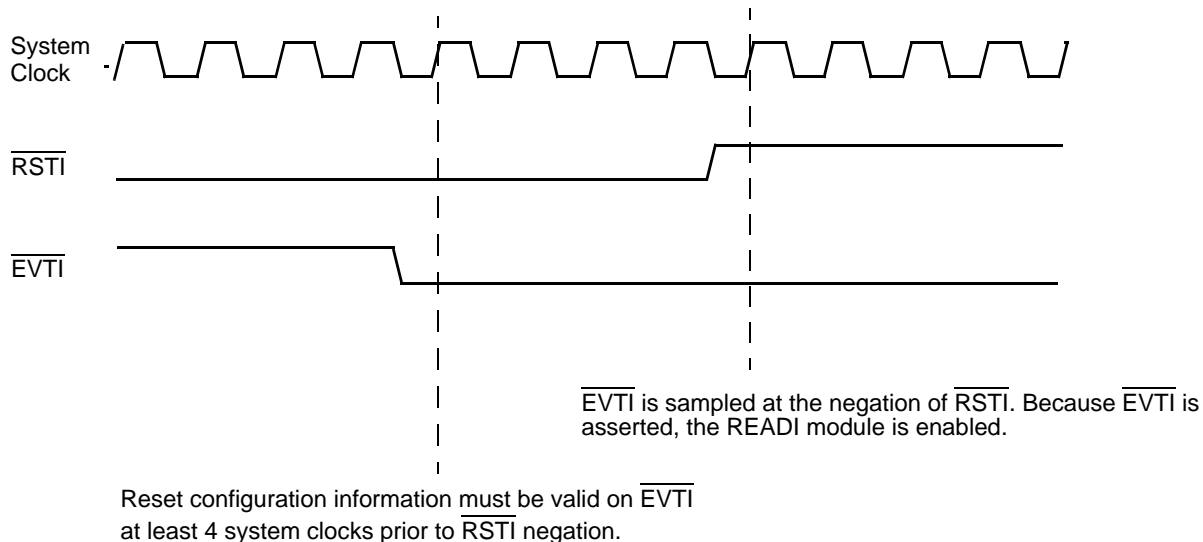 System
Clock
RSTI
EVTI
EVTI is sampled at the negation of RSTI. Because EVTI is
asserted, the READI module is enabled.
Reset configuration information must be valid on EVTI
at least 4 system clocks prior to RSTI negation.